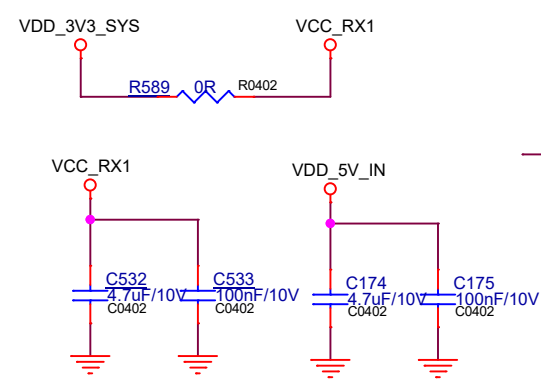 VDD_3V3_SYS VCC_RX1
R589 0R R0402
VCC_RX1 VDD_5V_IN
C532 C533 C174 C175
4.7uF/10V 100nF/10V 4.7uF/10V 100nF/10V
C0402 C0402 C0402 C0402